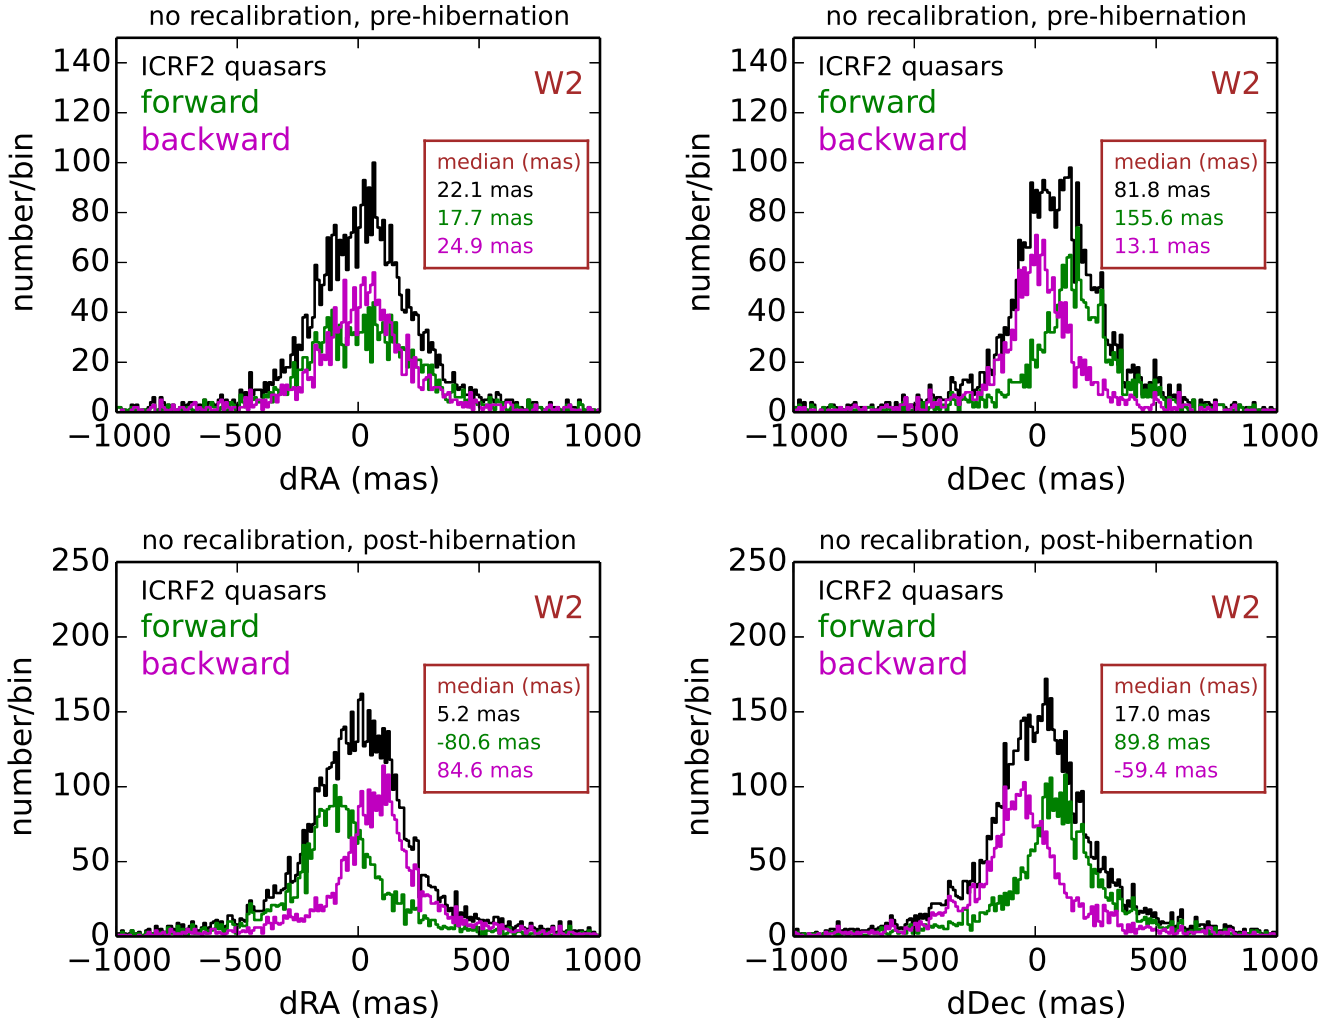 no recalibration, pre-hibernation
140
120
100
80
60
40
20
0
number/bin
ICRF2 quasars
forward
backward
W2
median (mas)
22.1 mas
17.7 mas
24.9 mas
−1000 −500 0 500 1000
dRA (mas)
no recalibration, pre-hibernation
140
120
100
80
60
40
20
0
number/bin
ICRF2 quasars
forward
backward
W2
median (mas)
81.8 mas
155.6 mas
13.1 mas
−1000 −500 0 500 1000
dDec (mas)
no recalibration, post-hibernation
250
200
150
100
50
0
number/bin
ICRF2 quasars
forward
backward
W2
median (mas)
5.2 mas
-80.6 mas
84.6 mas
−1000 −500 0 500 1000
dRA (mas)
no recalibration, post-hibernation
250
200
150
100
50
0
number/bin
ICRF2 quasars
forward
backward
W2
median (mas)
17.0 mas
89.8 mas
-59.4 mas
−1000 −500 0 500 1000
dDec (mas)